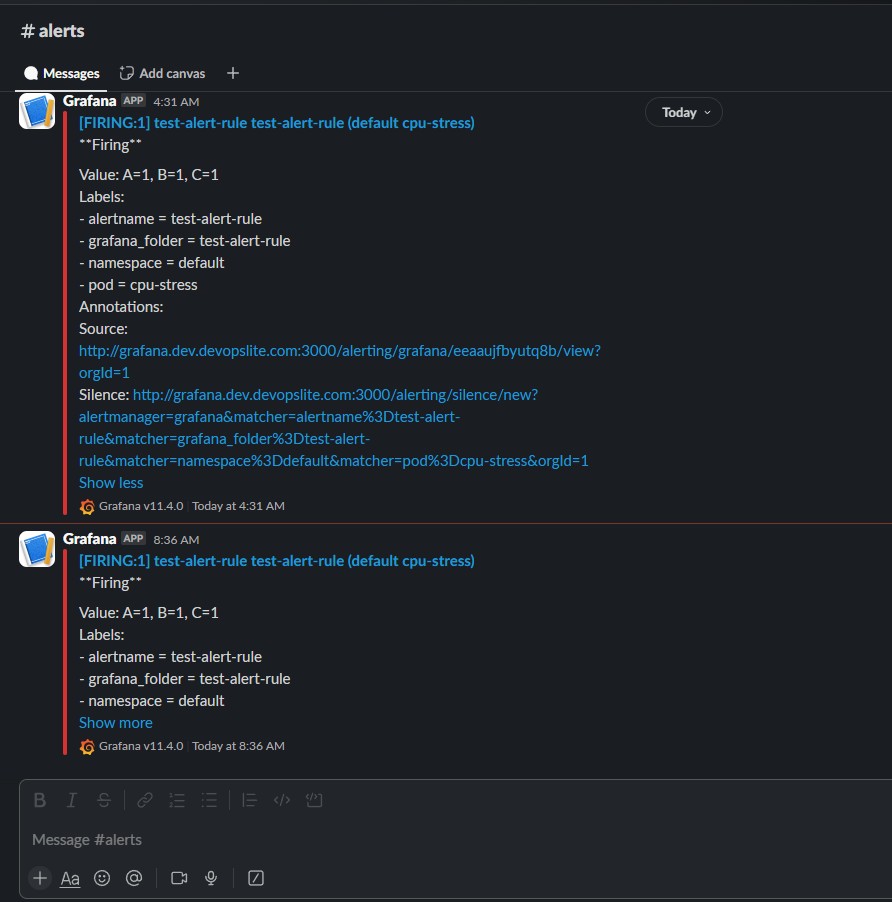 # alerts
Messages Add canvas +
Grafana APP 4:31 AM
Today
[FIRING:1] test-alert-rule test-alert-rule (default cpu-stress)
**Firing**
Value: A=1, B=1, C=1
Labels:
- alertname = test-alert-rule
- grafana_folder = test-alert-rule
- namespace = default
- pod = cpu-stress
Annotations:
Source:
http://grafana.dev.devopslite.com:3000/alerting/grafana/eeaaujfbyutq8b/view?
orgId=1
Silence: http://grafana.dev.devopslite.com:3000/alerting/silence/new?
alertmanager=grafana&matcher=alertname%3Dtest-alert-
rule&matcher=grafana_folder%3Dtest-alert-
rule&matcher=namespace%3Ddefault&matcher=pod%3Dcpu-stress&orgId=1
Show less
Grafana v11.4.0 | Today at 4:31 AM
Grafana APP 8:36 AM
[FIRING:1] test-alert-rule test-alert-rule (default cpu-stress)
**Firing**
Value: A=1, B=1, C=1
Labels:
- alertname = test-alert-rule
- grafana_folder = test-alert-rule
- namespace = default
Show more
Grafana v11.4.0 | Today at 8:36 AM
B I S
Message #alerts
+ Aa @